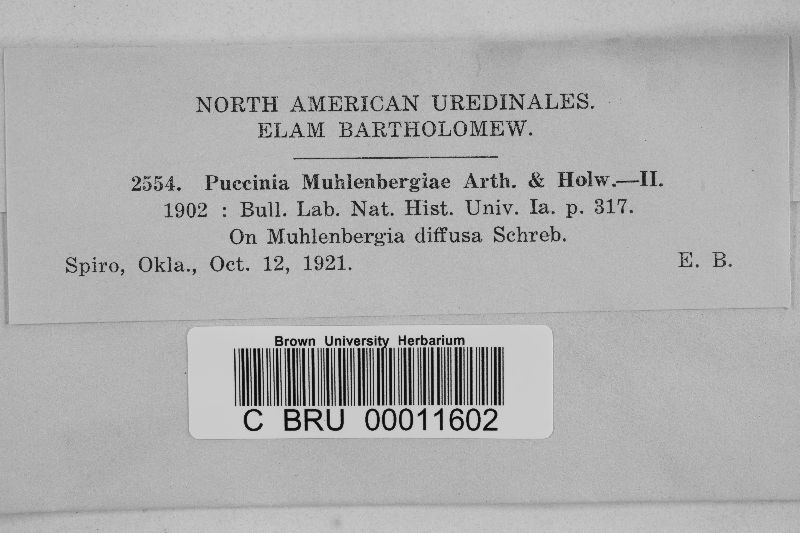 NORTH AMERICAN UREDINALES.
ELAM BARTHOLOMEW.
2554. Puccinia Muhlenbergiae Arth. & Holw.—II.
1902 : Bull. Lab. Nat. Hist. Univ. Ia. p. 317.
On Muhlenbergia diffusa Schreb.
Spiro, Okla., Oct. 12, 1921. E. B.
Brown University Herbarium
C BRU 00011602